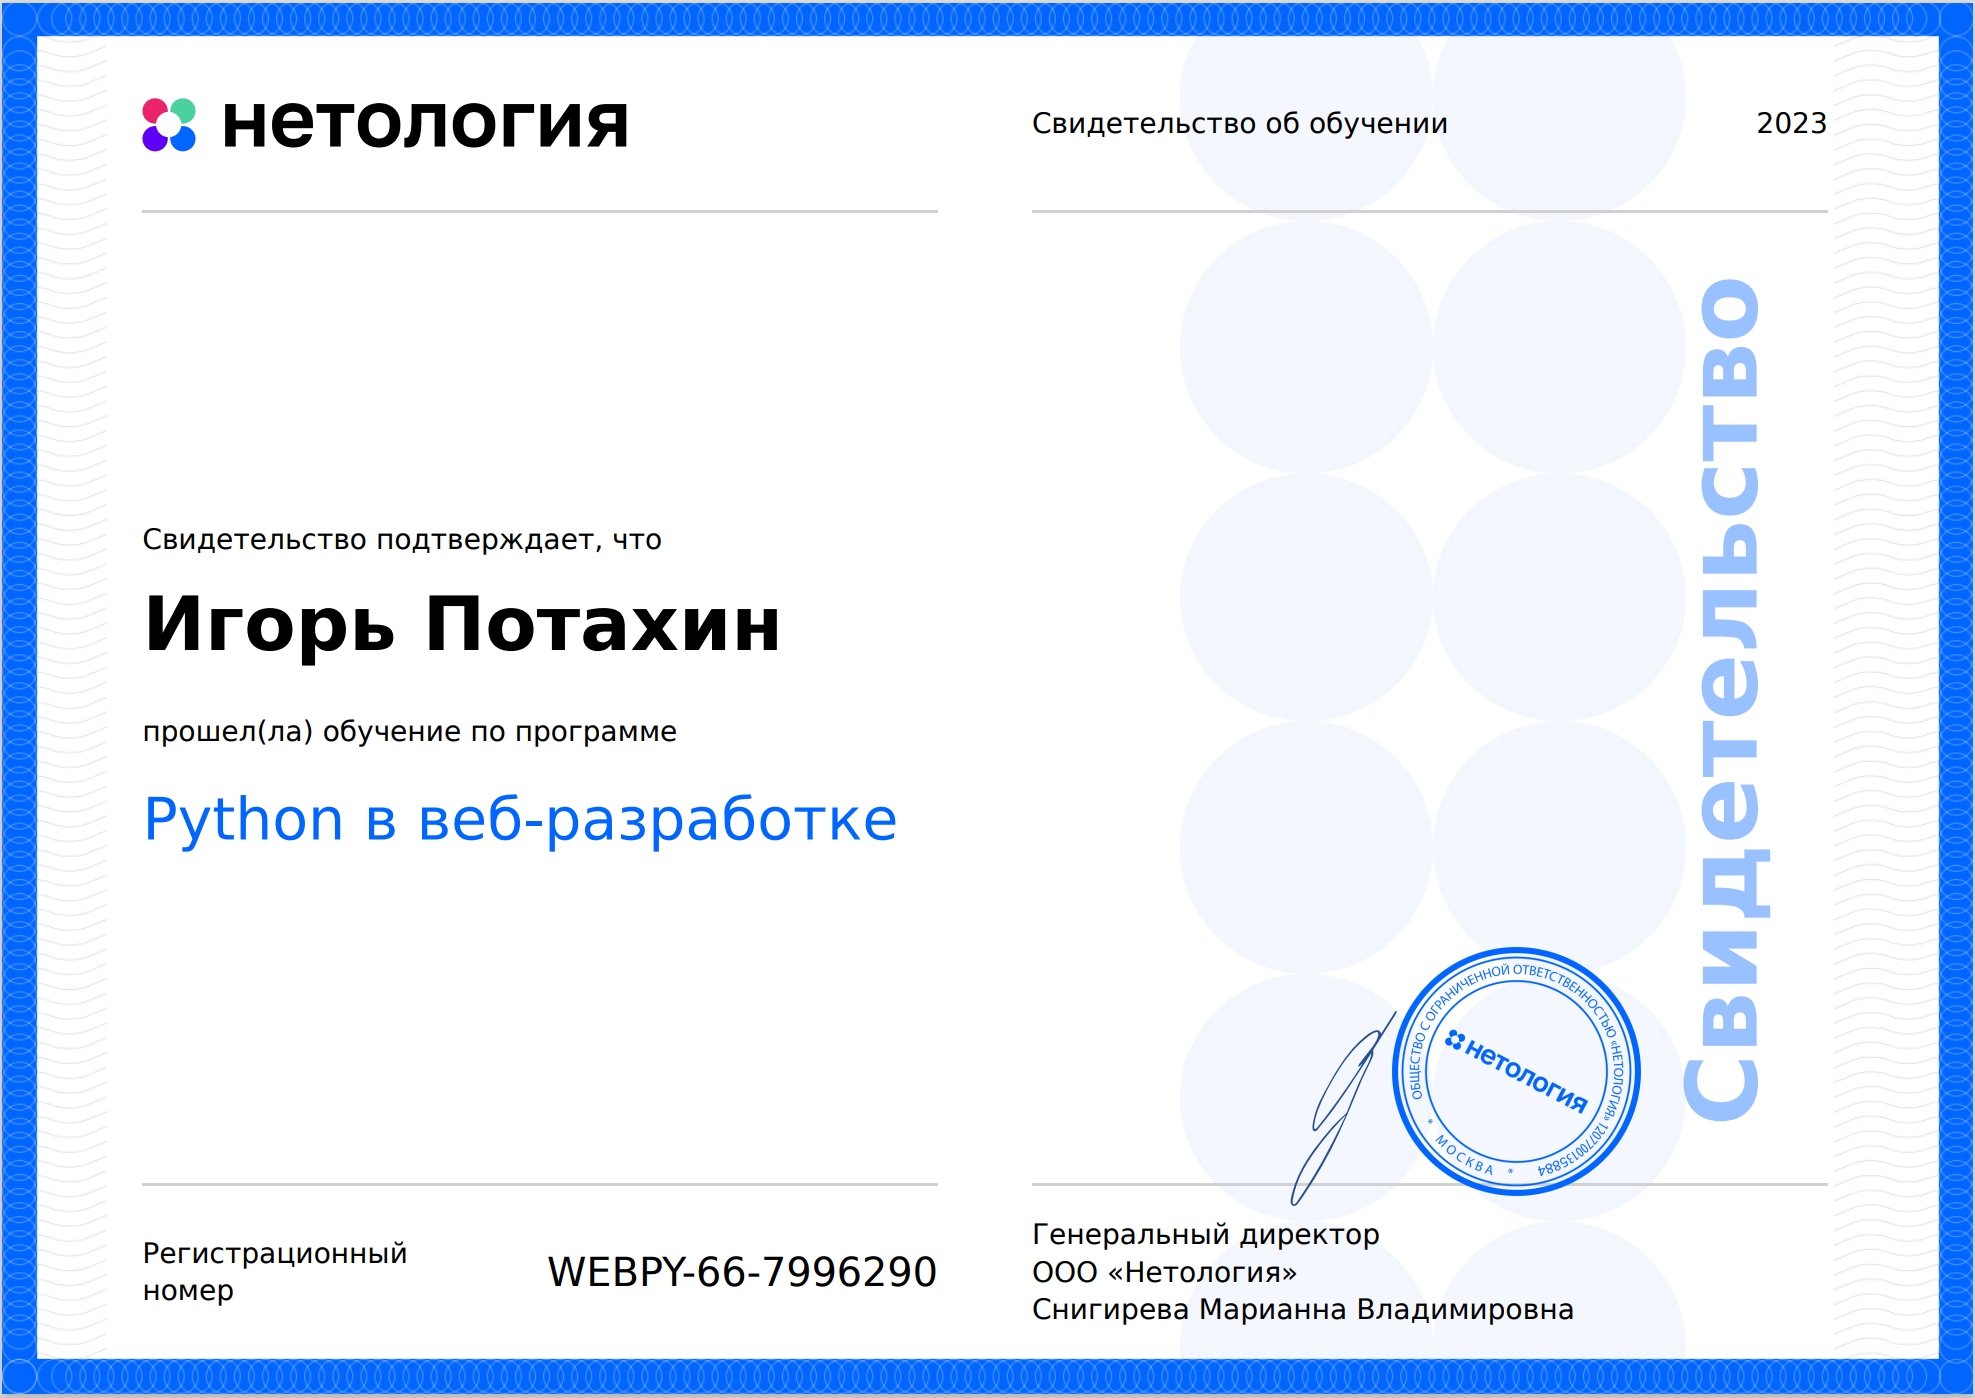 нетология
Свидетельство об обучении
2023
Свидетельство подтверждает, что
Игорь Потахин
прошел(ла) обучение по программе
Python в веб-разработке
Свидетельство
ОБЩЕСТВО С ОГРАНИЧЕННОЙ ОТВЕТСТВЕННОСТЬЮ «НЕТОЛОГИЯ» 1207700135884
* МОСКВА *
нетология
Регистрационный
номер
WEBPY-66-7996290
Генеральный директор
ООО «Нетология»
Снигирева Марианна Владимировна